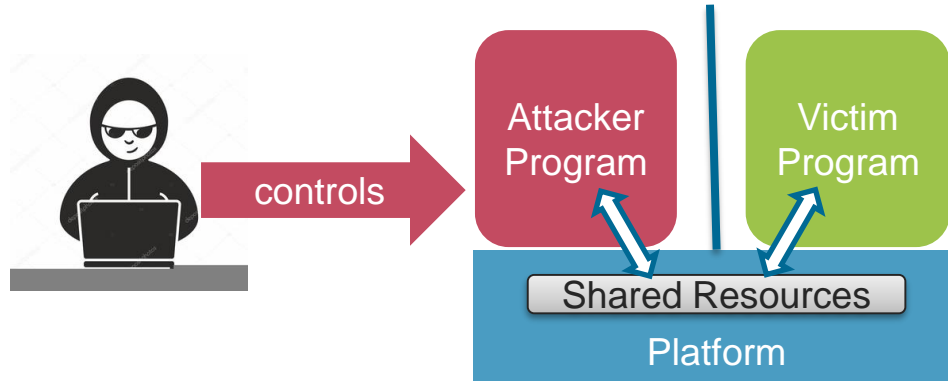 Attacker
Program
Victim
Program
controls
Shared Resources
Platform